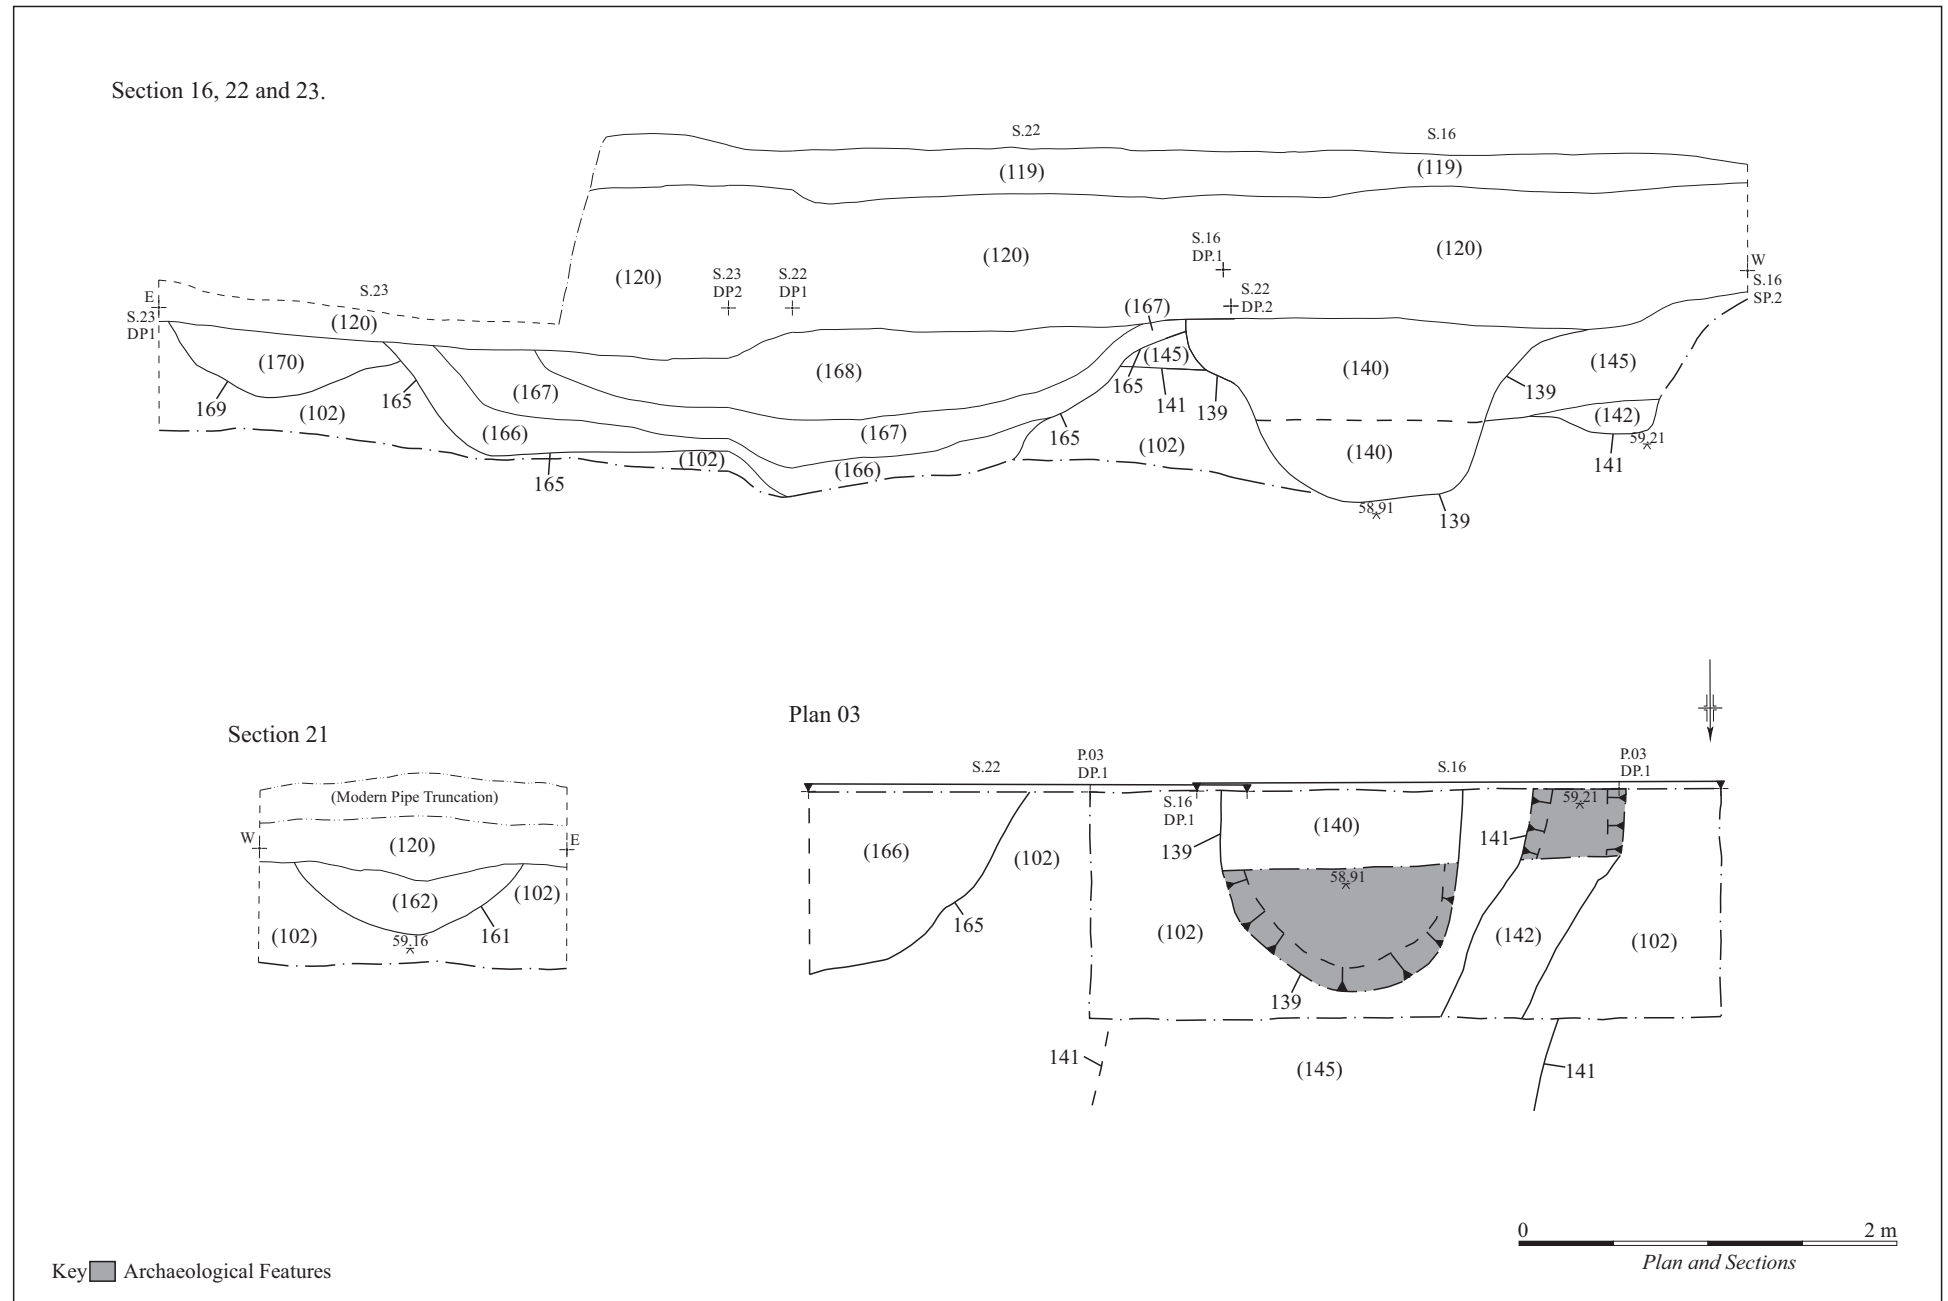 Section 16, 22 and 23.
S.22
S.16
(119)
(119)
(120)
(120)
(120)
S.16
DP.1
S.23
DP2
S.22
DP1
S.22
DP.2
W
S.16
SP.2
E
S.23
DP1
S.23
(120)
(167)
(170)
(167)
(168)
(145)
(140)
(145)
169
(102)
165
165
141
139
139
(142)
(166)
(167)
165
(102)
(140)
59.21
141
(102)
(166)
165
58.91
139
Section 21
(Modern Pipe Truncation)
W
E
(120)
(162)
(102)
(102)
161
59.16
Plan 03
S.22
P.03
DP.1
S.16
P.03
DP.1
S.16
DP.1
59.21
(140)
141
139
(166)
(102)
58.91
165
(102)
(142)
(102)
139
141
(145)
141
0
2 m
Plan and Sections
Key
Archaeological Features